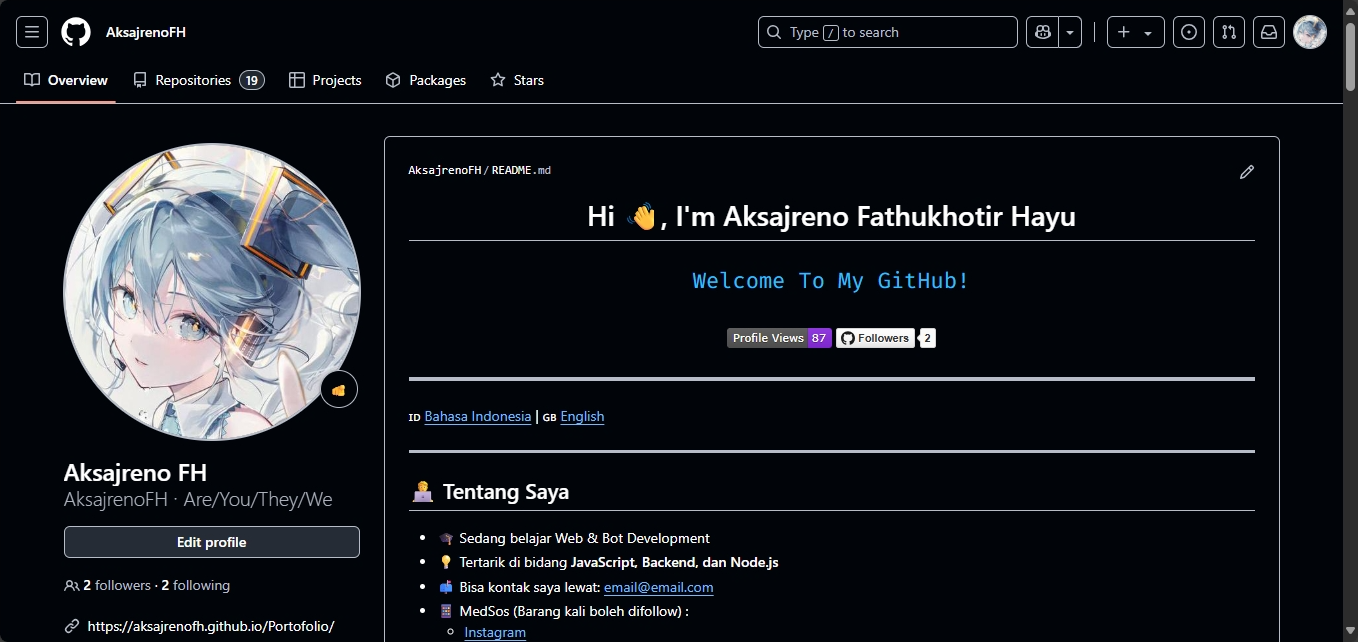 AksajrenoFH
Type / to search
Overview
Repositories 19
Projects
Packages
Stars
AksajrenoFH/README.md
Hi 👋, I'm Aksajreno Fathukhotir Hayu
Welcome To My GitHub!
Profile Views 87
Followers 2
ID Bahasa Indonesia | GB English
🧑‍💻 Tentang Saya
🎓 Sedang belajar Web & Bot Development
💡 Tertarik di bidang JavaScript, Backend, dan Node.js
📫 Bisa kontak saya lewat: email@email.com
📱 MedSos (Barang kali boleh difollow) :
Instagram
Aksajreno FH
AksajrenoFH · Are/You/They/We
Edit profile
2 followers · 2 following
https://aksajrenofh.github.io/Portofolio/